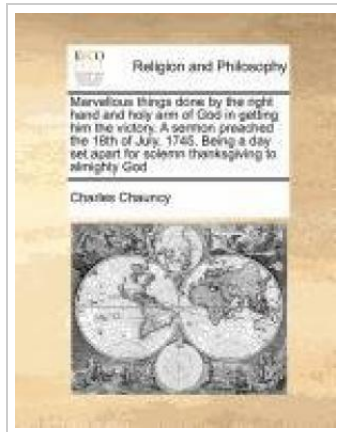 ECCO
Religion and Philosophy
Marvellous things done by the right
hand and holy arm of God in getting
him the victory. A sermon preached
the 18th of July, 1745. Being a day
set apart for solemn thanksgiving to
almighty God
Charles Chauncy